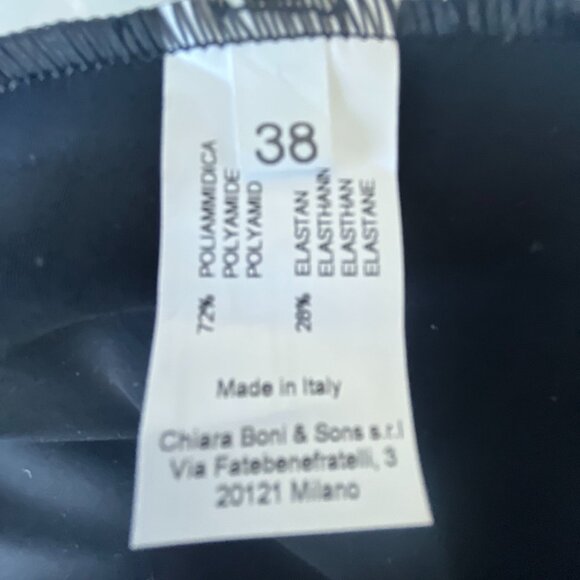 38
72% POLIAMMIDICA
POLYAMIDE
POLYAMID
28% ELASTAN
ELASTHANN
ELASTHAN
ELASTANE
Made in Italy
Chiara Boni & Sons s.r.l
Via Fatebenefratelli, 3
20121 Milano